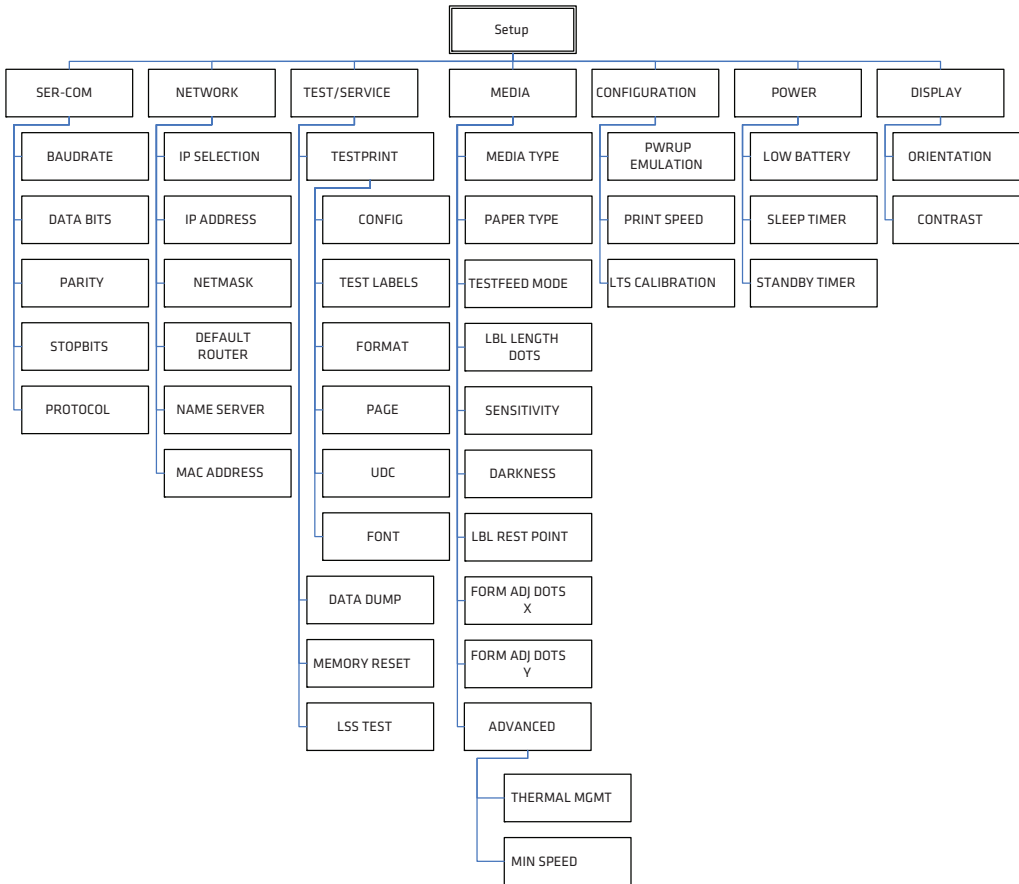 Setup
SER-COM
NETWORK
TEST/SERVICE
MEDIA
CONFIGURATION
POWER
DISPLAY
BAUDRATE
DATA BITS
PARITY
STOPBITS
PROTOCOL
IP SELECTION
IP ADDRESS
NETMASK
DEFAULT
ROUTER
NAME SERVER
MAC ADDRESS
TESTPRINT
CONFIG
TEST LABELS
FORMAT
PAGE
UDC
FONT
DATA DUMP
MEMORY RESET
LSS TEST
MEDIA TYPE
PAPER TYPE
TESTFEED MODE
LBL LENGTH
DOTS
SENSITIVITY
DARKNESS
LBL REST POINT
FORM ADJ DOTS
X
FORM ADJ DOTS
Y
ADVANCED
THERMAL MGMT
MIN SPEED
PWRUP
EMULATION
PRINT SPEED
LTS CALIBRATION
LOW BATTERY
SLEEP TIMER
STANDBY TIMER
ORIENTATION
CONTRAST